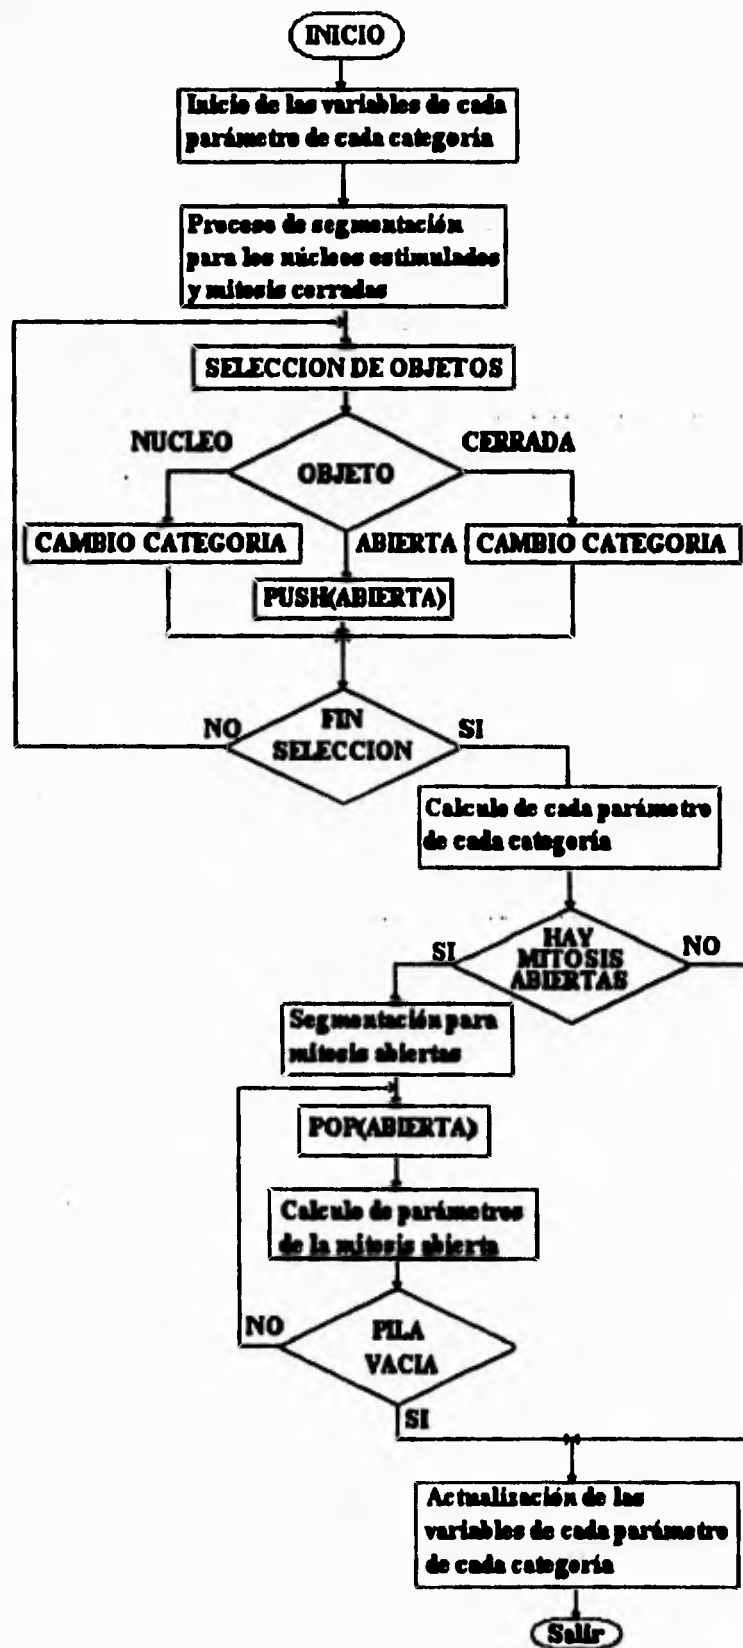 INICIO
Inicio de las variables de cada
parámetro de cada categoría
Proceso de segmentación
para los núcleos estimulados
y mitosis cerradas
SELECCION DE OBJETOS
NUCLEO
CERRADA
OBJETO
CAMBIO CATEGORIA
ABIERTA
CAMBIO CATEGORIA
PUSH(ABIERTA)
NO
FIN
SELECCION
SI
Calculo de cada parámetro
de cada categoría
SI
HAY
MITOSIS
ABIERTAS
NO
Segmentación para
mitosis abiertas
POP(ABIERTA)
Calculo de parámetros
de la mitosis abierta
NO
PILA
VACIA
SI
Actualización de las
variables de cada parámetro
de cada categoría
Salir